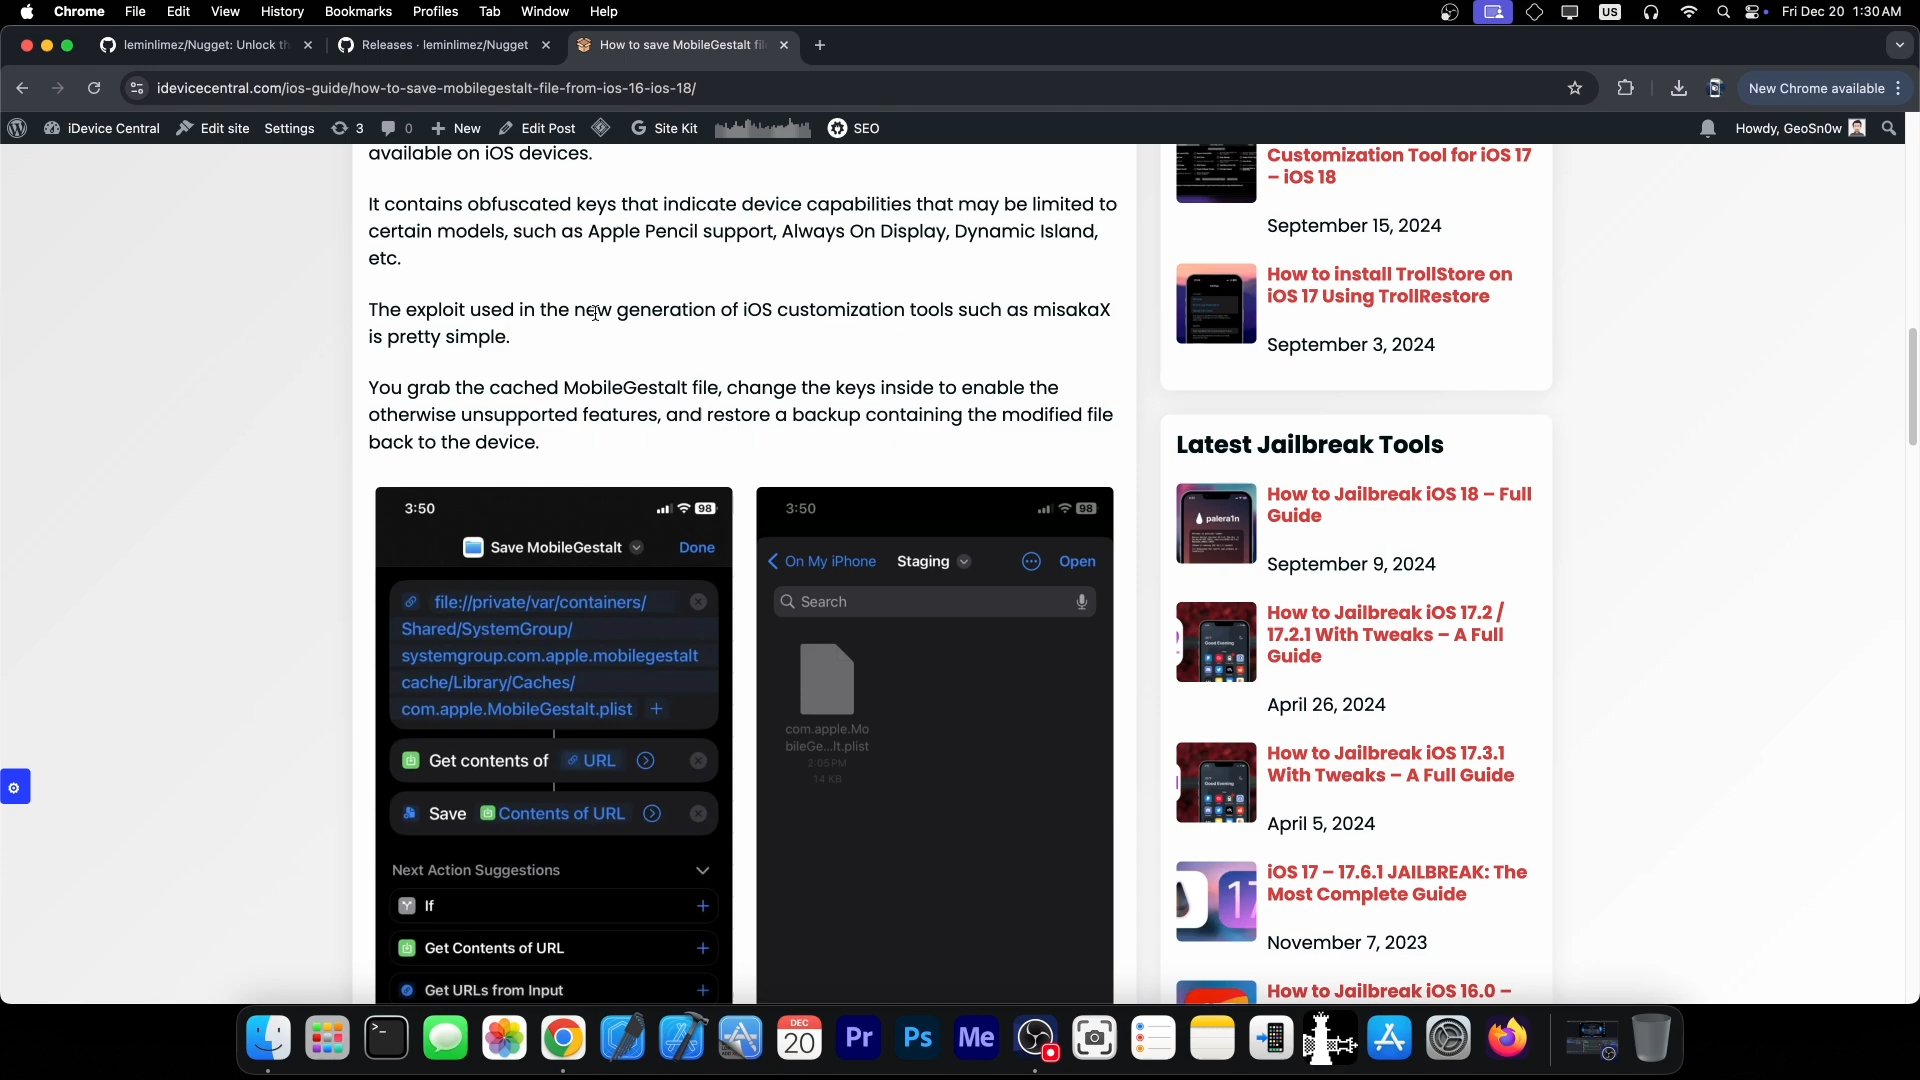 Chrome File Edit View History Bookmarks Profiles Tab Window Help US Fri Dec 20 1:30 AM
leminlimez/Nugget: Unlock th Releases · leminlimez/Nugget How to save MobileGestalt fil
idevicecentral.com/ios-guide/how-to-save-mobilegestalt-file-from-ios-16-ios-18/ New Chrome available
iDevice Central Edit site Settings 3 0 New Edit Post Site Kit SEO Howdy, GeoSn0w
available on iOS devices.
It contains obfuscated keys that indicate device capabilities that may be limited to
certain models, such as Apple Pencil support, Always On Display, Dynamic Island,
etc.
The exploit used in the new generation of iOS customization tools such as misakaX
is pretty simple.
You grab the cached MobileGestalt file, change the keys inside to enable the
otherwise unsupported features, and restore a backup containing the modified file
back to the device.
3:50 98
Save MobileGestalt Done
file://private/var/containers/
Shared/SystemGroup/
systemgroup.com.apple.mobilegestalt
cache/Library/Caches/
com.apple.MobileGestalt.plist
Get contents of URL
Save Contents of URL
Next Action Suggestions
If
Get Contents of URL
Get URLs from Input
3:50 98
On My iPhone Staging Open
Search
com.apple.Mo
bileGe...lt.plist
2:05 PM
14 KB
Customization Tool for iOS 17
– iOS 18
September 15, 2024
How to install TrollStore on
iOS 17 Using TrollRestore
September 3, 2024
Latest Jailbreak Tools
palera1n
How to Jailbreak iOS 18 – Full
Guide
September 9, 2024
How to Jailbreak iOS 17.2 /
17.2.1 With Tweaks – A Full
Guide
April 26, 2024
How to Jailbreak iOS 17.3.1
With Tweaks – A Full Guide
April 5, 2024
17
iOS 17 – 17.6.1 JAILBREAK: The
Most Complete Guide
November 7, 2023
How to Jailbreak iOS 16.0 –
DEC
20
Pr Ps Me